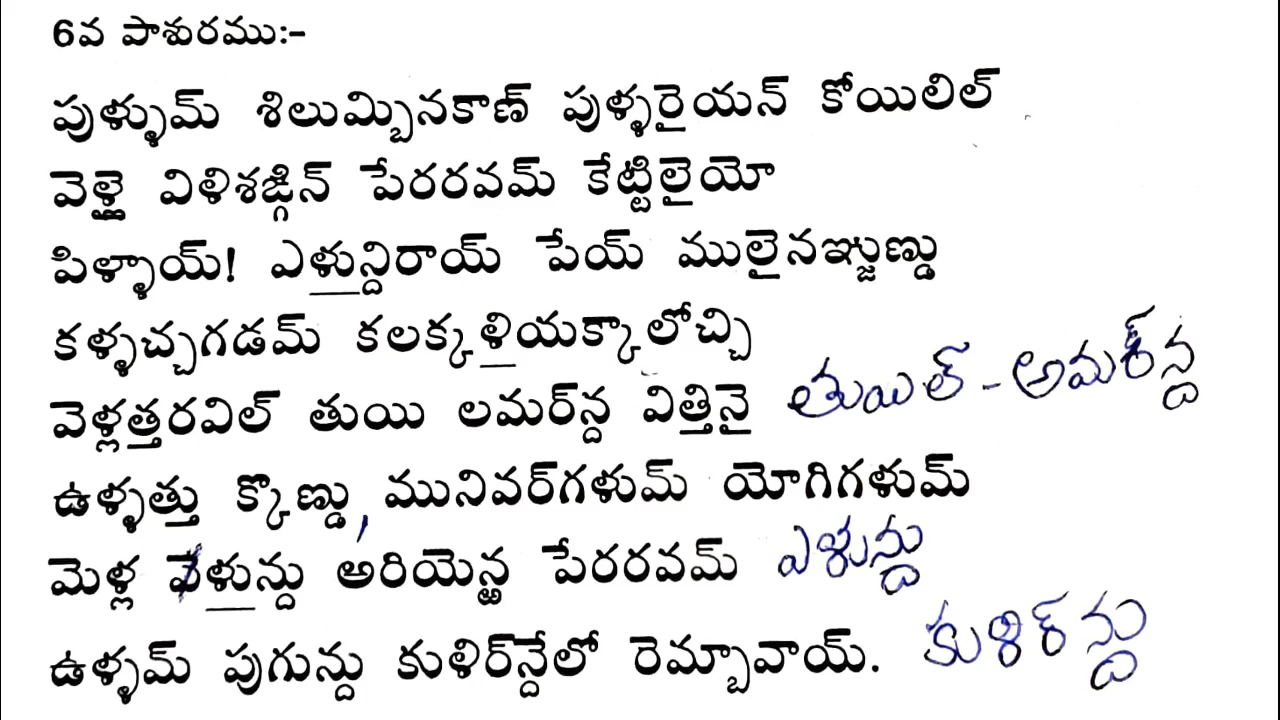 6వ పాశురము:-
పుళ్ళుమ్ శిలుమ్బినకాణ్ పుళ్ళరైయన్ కోయిలిల్
వెళ్లై విళిశఙ్గిన్ పేరరవమ్ కేట్టిలైయో
పిళ్ళాయ్! ఎళున్దిరాయ్ పేయ్ ములైనఞ్జుణ్డు
కళ్ళచ్చగడమ్ కలక్కళియక్కాలోచ్చి
వెళ్లత్తరవిల్ తుయి లమర్‌న్ద విత్తినై తుయిల్ - అమర్‌న్ద
ఉళ్ళత్తు క్కొణ్డు, మునివర్‌గళుమ్ యోగిగళుమ్
మెళ్ల వేళున్దు అరియెన్ఱ పేరరవమ్ ఎళున్దు
ఉళ్ళమ్ పుగున్దు కుళిర్‌న్దేలో రెమ్బావాయ్. కుళిర్‌న్దు